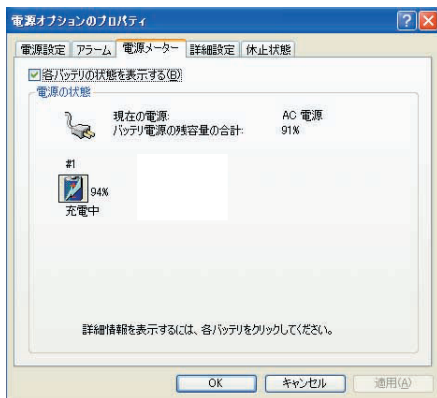 電源オプションのプロパティ
電源設定 アラーム 電源メーター 詳細設定 休止状態
各バッテリの状態を表示する(B)
電源の状態
現在の電源: AC 電源
バッテリ電源の残容量の合計: 91%
#1
94%
充電中
詳細情報を表示するには、各バッテリをクリックしてください。
OK キャンセル 適用(A)